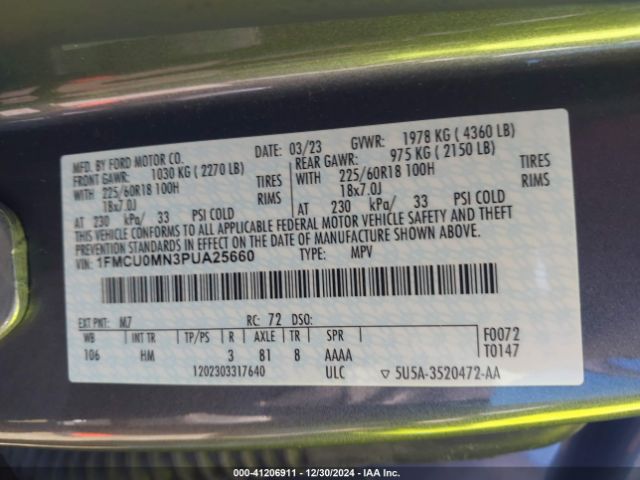 MFD. BY FORD MOTOR CO.
DATE: 03/23 GVWR: 1978 KG ( 4360 LB)
FRONT GAWR: 1030 KG ( 2270 LB) REAR GAWR: 975 KG ( 2150 LB)
WITH 225/60R18 100H TIRES WITH 225/60R18 100H TIRES
18x7.0J RIMS 18x7.0J RIMS
AT 230 kPa/ 33 PSI COLD AT 230 kPa/ 33 PSI COLD
THIS VEHICLE CONFORMS TO ALL APPLICABLE FEDERAL MOTOR VEHICLE SAFETY AND THEFT
PREVENTION STANDARDS IN EFFECT ON THE DATE OF MANUFACTURE SHOWN ABOVE.
VIN: 1FMCU0MN3PUA25660 TYPE: MPV
EXT PNT: M7 RC: 72 DSO:
WB INT TR TP/PS R AXLE TR SPR F0072
106 HM 3 81 8 AAAA T0147
1202303317640 ULC ▽ 5U5A-3520472-AA
000-41206911 - 12/30/2024 - IAA Inc.